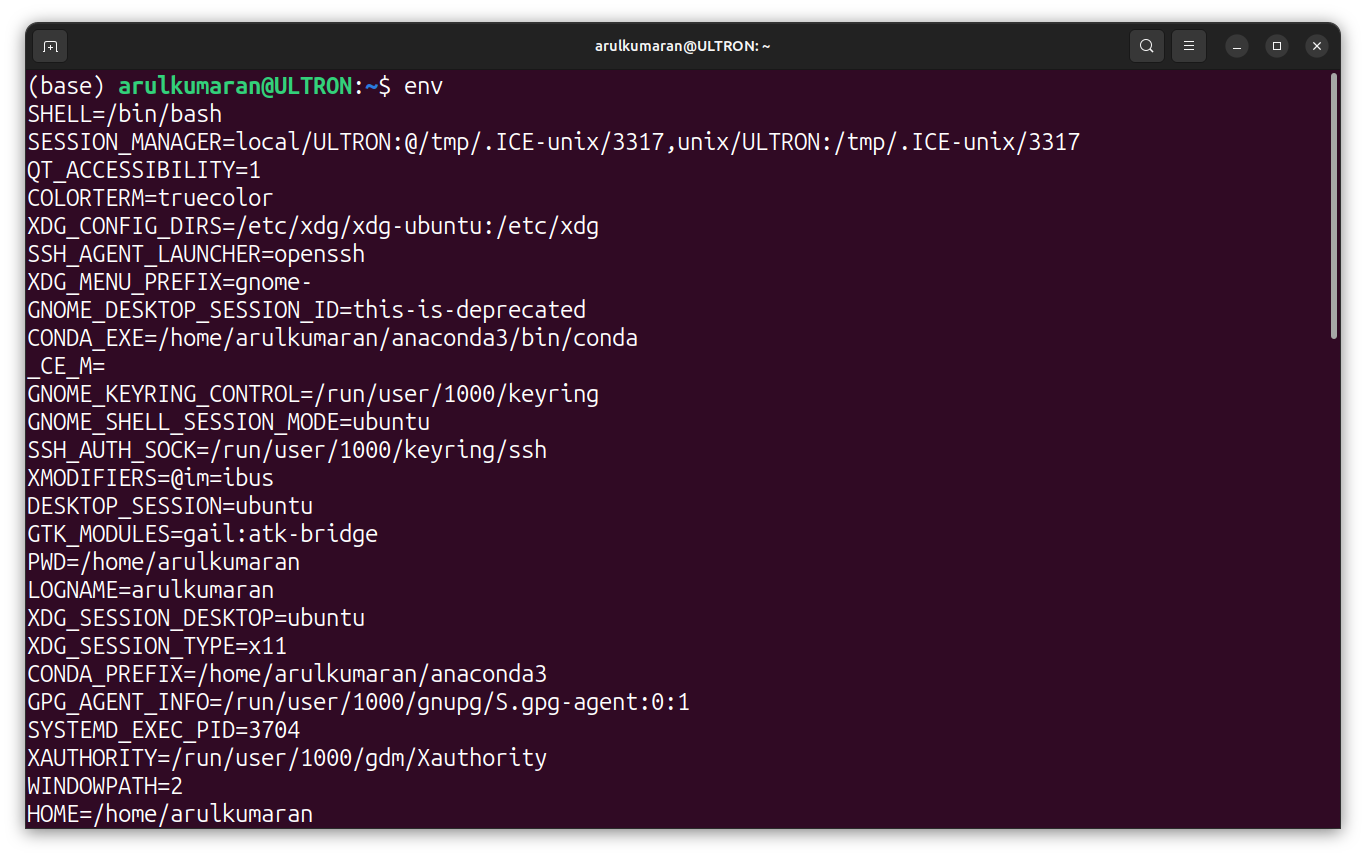 arulkumaran@ULTRON: ~
(base) arulkumaran@ULTRON:~$ env
SHELL=/bin/bash
SESSION_MANAGER=local/ULTRON:@/tmp/.ICE-unix/3317,unix/ULTRON:/tmp/.ICE-unix/3317
QT_ACCESSIBILITY=1
COLORTERM=truecolor
XDG_CONFIG_DIRS=/etc/xdg/xdg-ubuntu:/etc/xdg
SSH_AGENT_LAUNCHER=openssh
XDG_MENU_PREFIX=gnome-
GNOME_DESKTOP_SESSION_ID=this-is-deprecated
CONDA_EXE=/home/arulkumaran/anaconda3/bin/conda
_CE_M=
GNOME_KEYRING_CONTROL=/run/user/1000/keyring
GNOME_SHELL_SESSION_MODE=ubuntu
SSH_AUTH_SOCK=/run/user/1000/keyring/ssh
XMODIFIERS=@im=ibus
DESKTOP_SESSION=ubuntu
GTK_MODULES=gail:atk-bridge
PWD=/home/arulkumaran
LOGNAME=arulkumaran
XDG_SESSION_DESKTOP=ubuntu
XDG_SESSION_TYPE=x11
CONDA_PREFIX=/home/arulkumaran/anaconda3
GPG_AGENT_INFO=/run/user/1000/gnupg/S.gpg-agent:0:1
SYSTEMD_EXEC_PID=3704
XAUTHORITY=/run/user/1000/gdm/Xauthority
WINDOWPATH=2
HOME=/home/arulkumaran